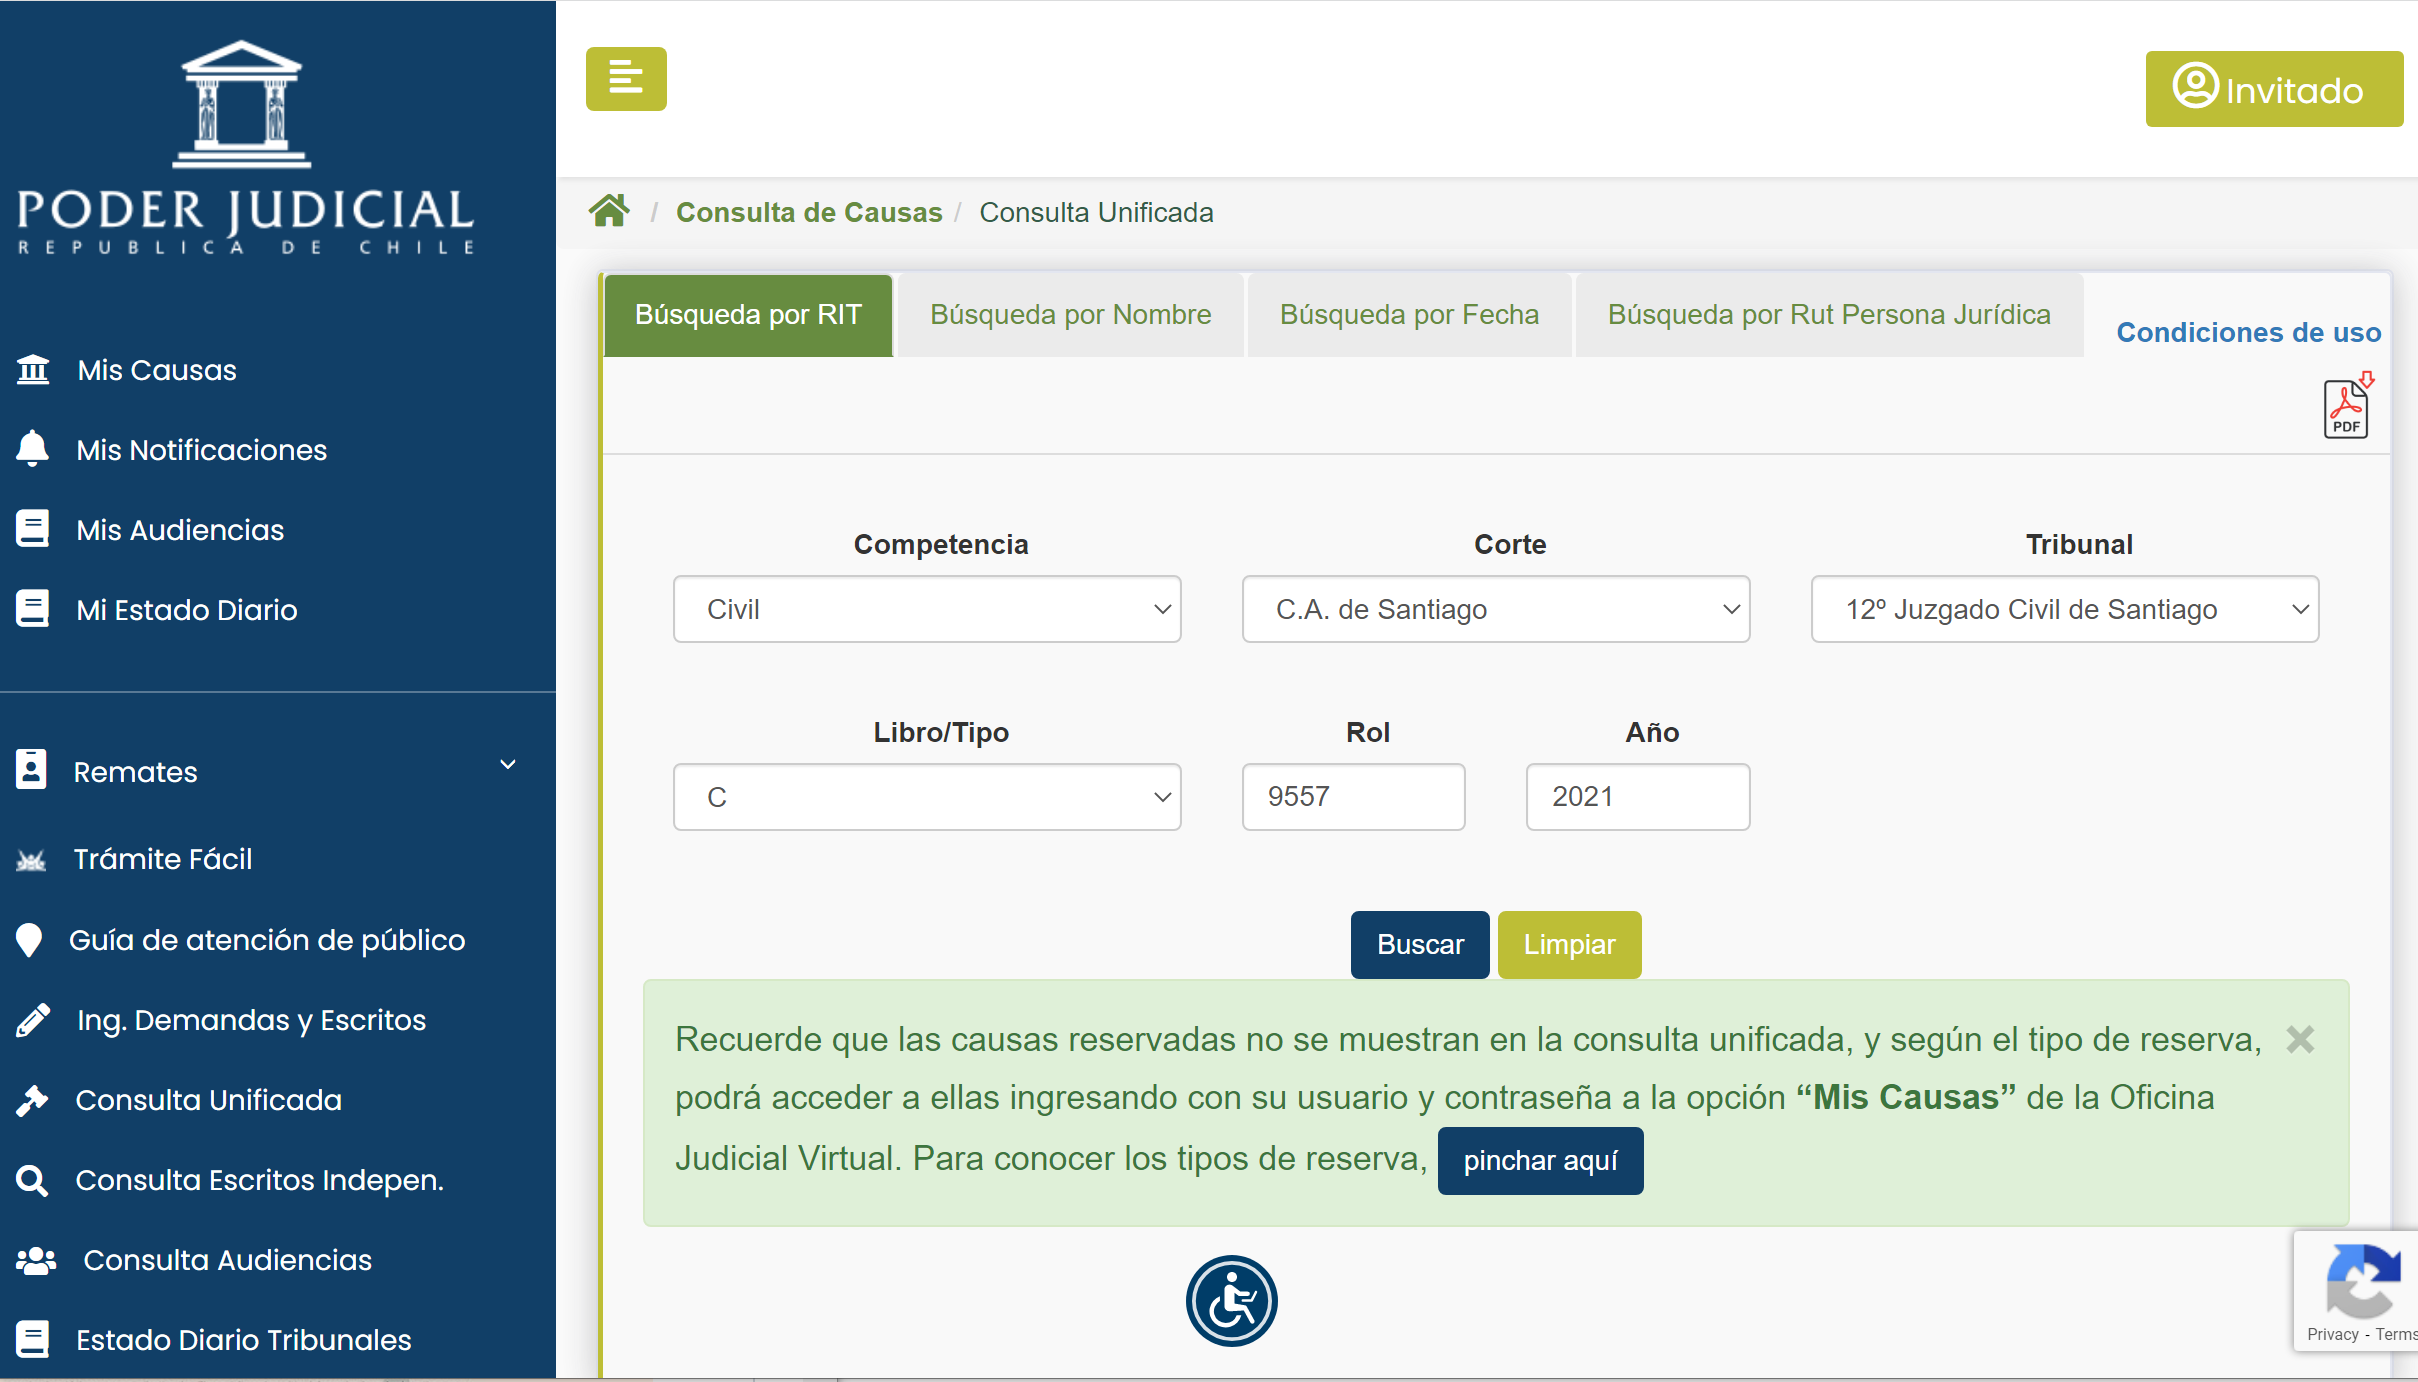 PODER JUDICIAL
REPUBLICA DE CHILE
Mis Causas
Mis Notificaciones
Mis Audiencias
Mi Estado Diario
Remates
Trámite Fácil
Guía de atención de público
Ing. Demandas y Escritos
Consulta Unificada
Consulta Escritos Indepen.
Consulta Audiencias
Estado Diario Tribunales
Invitado
/ Consulta de Causas / Consulta Unificada
Búsqueda por RIT
Búsqueda por Nombre
Búsqueda por Fecha
Búsqueda por Rut Persona Jurídica
Condiciones de uso
PDF
Competencia
Corte
Tribunal
Civil
C.A. de Santiago
12º Juzgado Civil de Santiago
Libro/Tipo
Rol
Año
C
9557
2021
Buscar
Limpiar
Recuerde que las causas reservadas no se muestran en la consulta unificada, y según el tipo de reserva,
podrá acceder a ellas ingresando con su usuario y contraseña a la opción “Mis Causas” de la Oficina
Judicial Virtual. Para conocer los tipos de reserva, pinchar aquí
Privacy - Terms